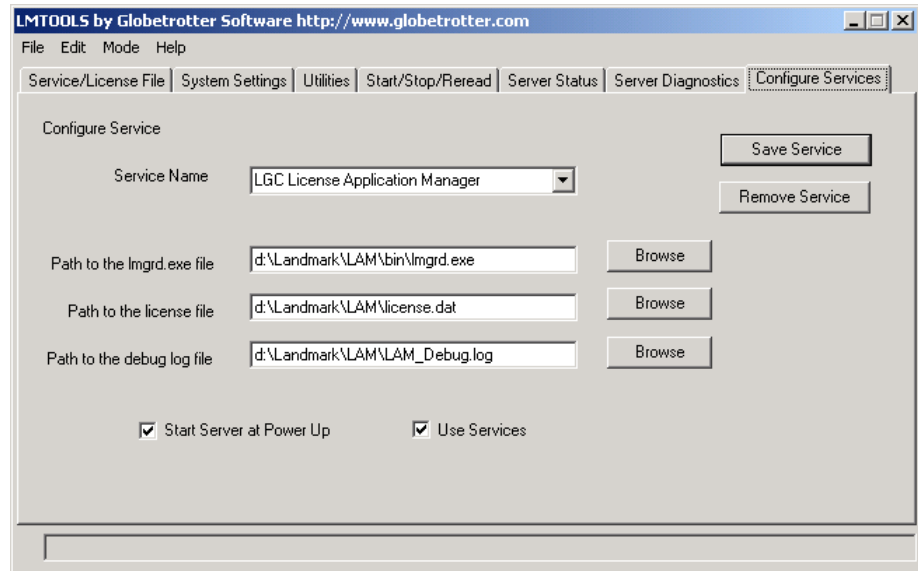 LMTOOLS by Globetrotter Software http://www.globetrotter.com
File Edit Mode Help
Service/License File System Settings Utilities Start/Stop/Reread Server Status Server Diagnostics Configure Services
Configure Service
Save Service
Service Name LGC License Application Manager
Remove Service
Path to the lmgrd.exe file d:\Landmark\LAM\bin\lmgrd.exe Browse
Path to the license file d:\Landmark\LAM\license.dat Browse
Path to the debug log file d:\Landmark\LAM\LAM_Debug.log Browse
Start Server at Power Up Use Services